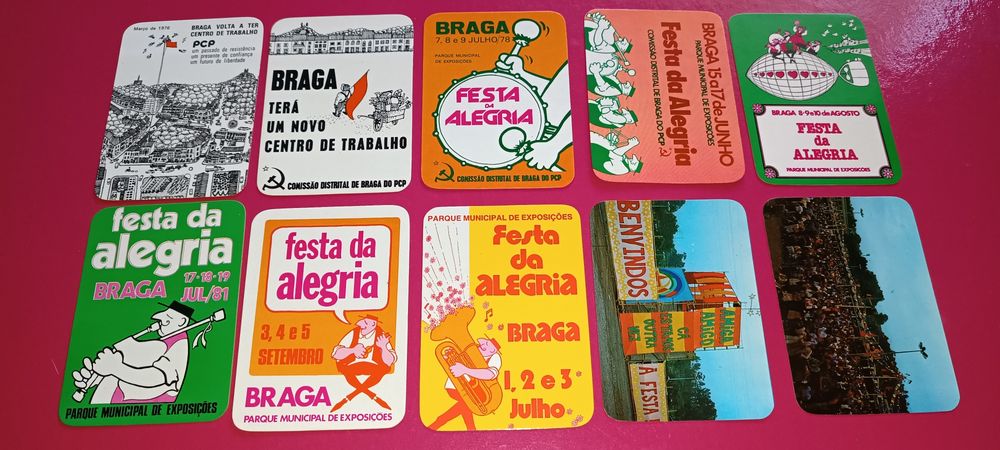 Março de 1976
BRAGA VOLTA A TER
CENTRO DE TRABALHO
PCP
um passado de resistência
um presente de confiança
um futuro de liberdade
BRAGA
TERÁ
UM NOVO
CENTRO DE TRABALHO
COMISSÃO DISTRITAL DE BRAGA DO PCP
BRAGA
7, 8 e 9 JULHO/78
PARQUE MUNICIPAL
DE EXPOSIÇÕES
FESTA
DA
ALEGRIA
COMISSÃO DISTRITAL DE BRAGA DO PCP
BRAGA 15 a 17 de JUNHO
PARQUE MUNICIPAL DE EXPOSIÇÕES
Festa da Alegria
COMISSÃO DISTRITAL DE BRAGA DO PCP
BRAGA 8-9 e 10 de AGOSTO
FESTA
da
ALEGRIA
PARQUE MUNICIPAL DE EXPOSIÇÕES
festa da
alegria
17-18-19
BRAGA JUL/81
PARQUE MUNICIPAL DE EXPOSIÇÕES
festa da
alegria
3, 4 e 5
SETEMBRO
BRAGA
PARQUE MUNICIPAL DE EXPOSIÇÕES
PARQUE MUNICIPAL DE EXPOSIÇÕES
Festa
da
ALEGRIA
BRAGA
1, 2 e 3
Julho
BENVINDOS
AMIGA
AMIGO
CÁ
ESTAMOS
OUTRA
VEZ
À FESTA